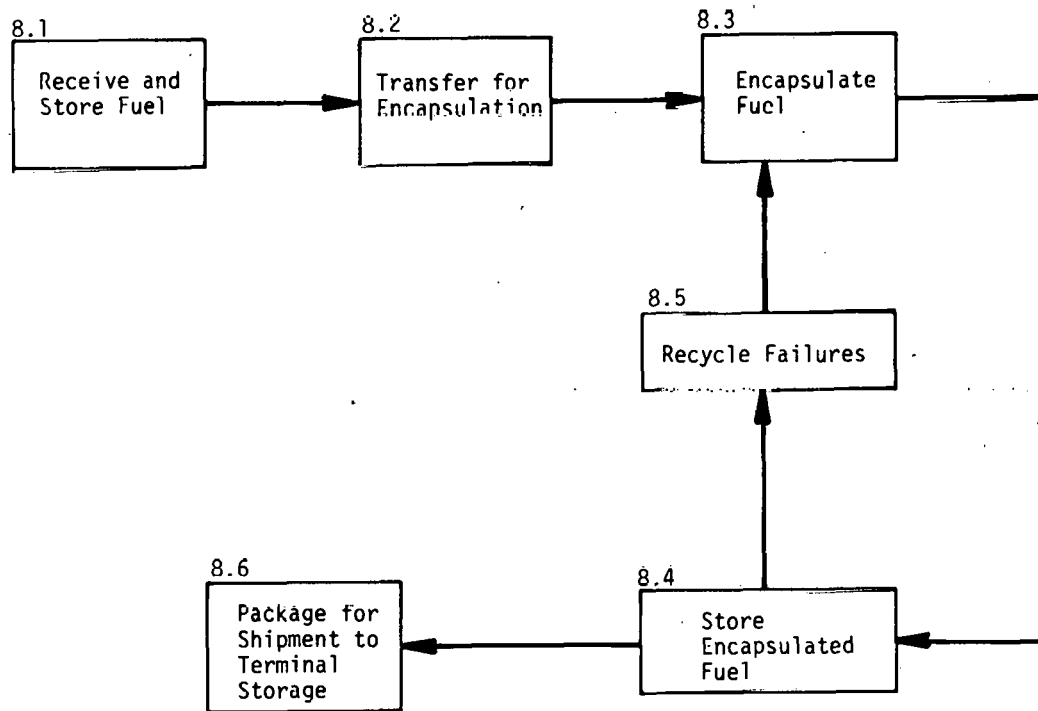 8.1
Receive and
Store Fuel
8.2
Transfer for
Encapsulation
8.3
Encapsulate
Fuel
8.5
Recycle Failures
8.4
Store
Encapsulated
Fuel
8.6
Package for
Shipment to
Terminal
Storage